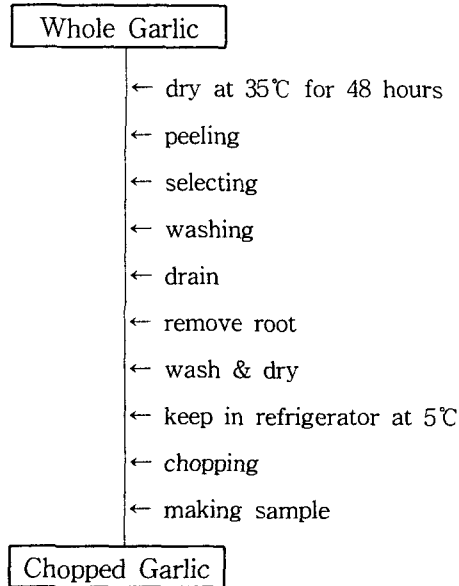 Whole Garlic
← dry at 35℃ for 48 hours
← peeling
← selecting
← washing
← drain
← remove root
← wash & dry
← keep in refrigerator at 5℃
← chopping
← making sample
Chopped Garlic